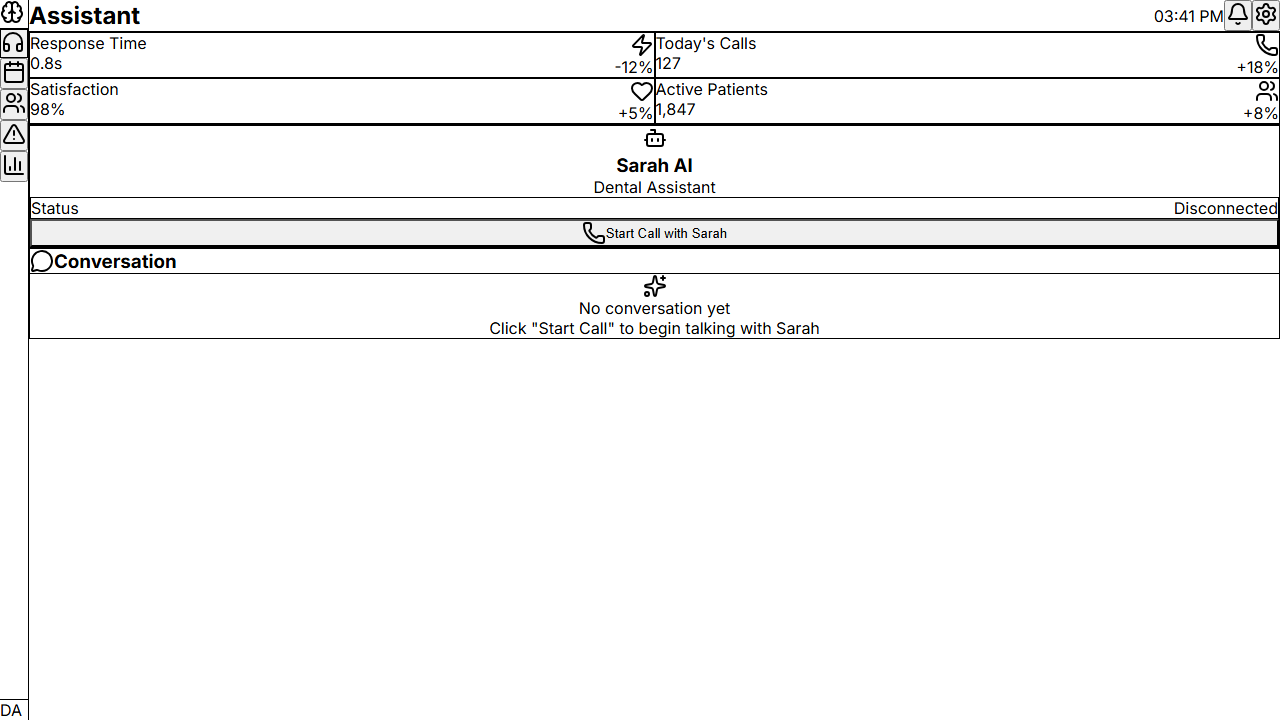 Assistant
03:41 PM
Response Time
0.8s
-12%
Today's Calls
127
+18%
Satisfaction
98%
+5%
Active Patients
1,847
+8%
Sarah AI
Dental Assistant
Status
Disconnected
Start Call with Sarah
Conversation
No conversation yet
Click "Start Call" to begin talking with Sarah
DA